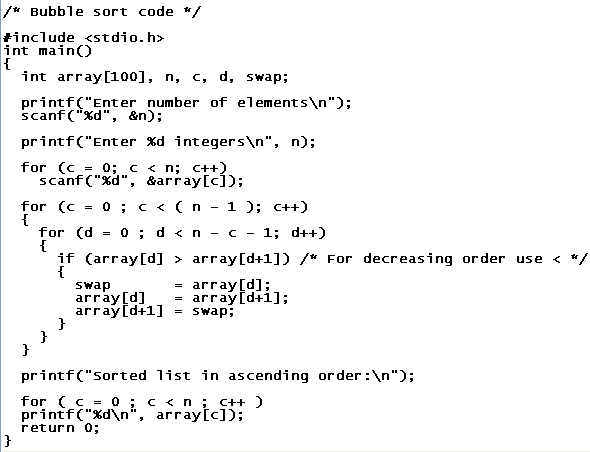 /* Bubble sort code */
#include <stdio.h>
int main()
{
int array[100], n, c, d, swap;
printf("Enter number of elements\n");
scanf("%d", &n);
printf("Enter %d integers\n", n);
for (c = 0; c < n; c++)
scanf("%d", &array[c]);
for (c = 0 ; c < ( n - 1 ); c++)
{
for (d = 0 ; d < n - c - 1; d++)
{
if (array[d] > array[d+1]) /* For decreasing order use < */
{
swap       = array[d];
array[d]   = array[d+1];
array[d+1] = swap;
}
}
}
printf("Sorted list in ascending order:\n");
for ( c = 0 ; c < n ; c++ )
printf("%d\n", array[c]);
return 0;
}